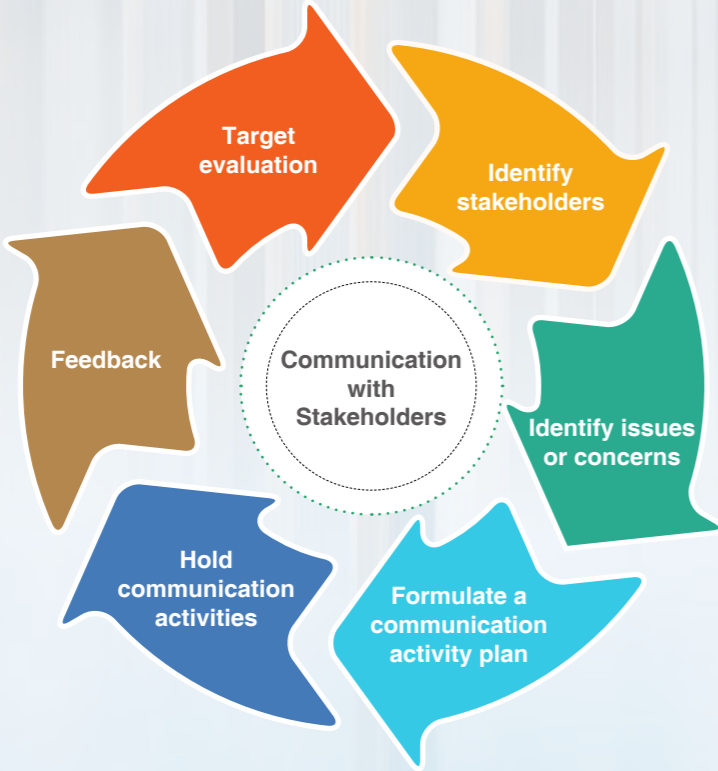 Target
evaluation
Identify
stakeholders
Identify issues
or concerns
Formulate a
communication
activity plan
Hold
communication
activities
Feedback
Communication
with
Stakeholders